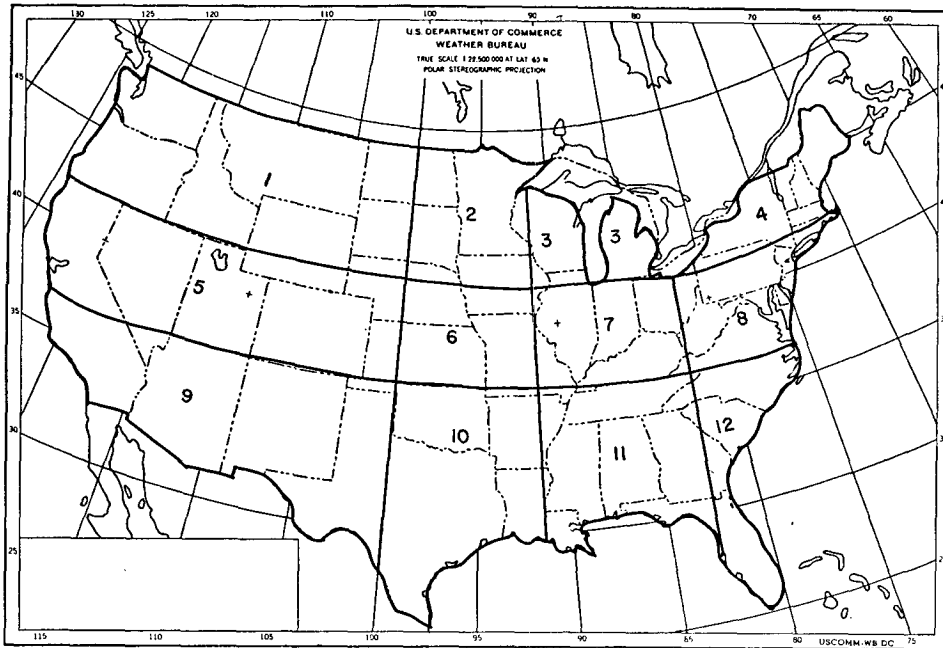 130 125 120 110 100 90 80 70 65 60
U.S. DEPARTMENT OF COMMERCE
WEATHER BUREAU
TRUE SCALE 1:22,500,000 AT LAT 60 N
POLAR STEREOGRAPHIC PROJECTION
45
40
35
30
25
1
2
3
3
4
5
6
7
8
9
10
11
12
115 110 105 100 95 90 85 80 75
USCOMM-WB DC